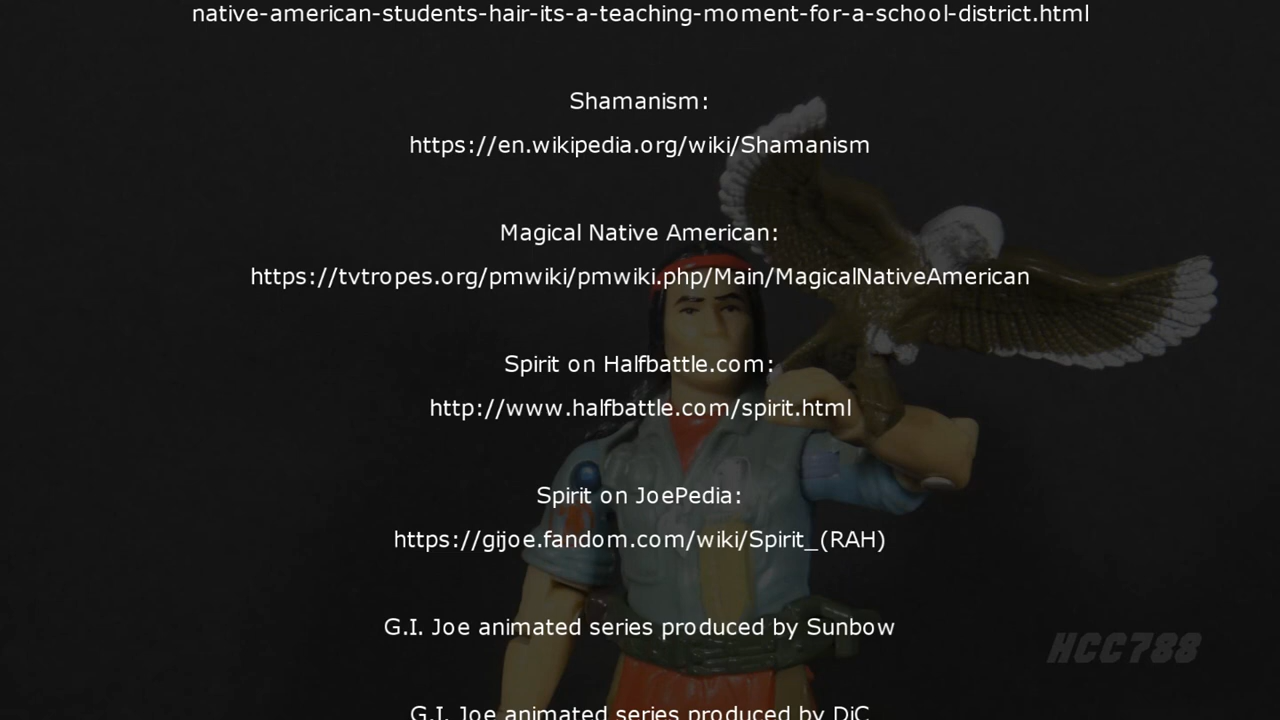 native-american-students-hair-its-a-teaching-moment-for-a-school-district.html
Shamanism:
https://en.wikipedia.org/wiki/Shamanism
Magical Native American:
https://tvtropes.org/pmwiki/pmwiki.php/Main/MagicalNativeAmerican
Spirit on Halfbattle.com:
http://www.halfbattle.com/spirit.html
Spirit on JoePedia:
https://gijoe.fandom.com/wiki/Spirit_(RAH)
G.I. Joe animated series produced by Sunbow
HCC788
G.I. Joe animated series produced by DiC